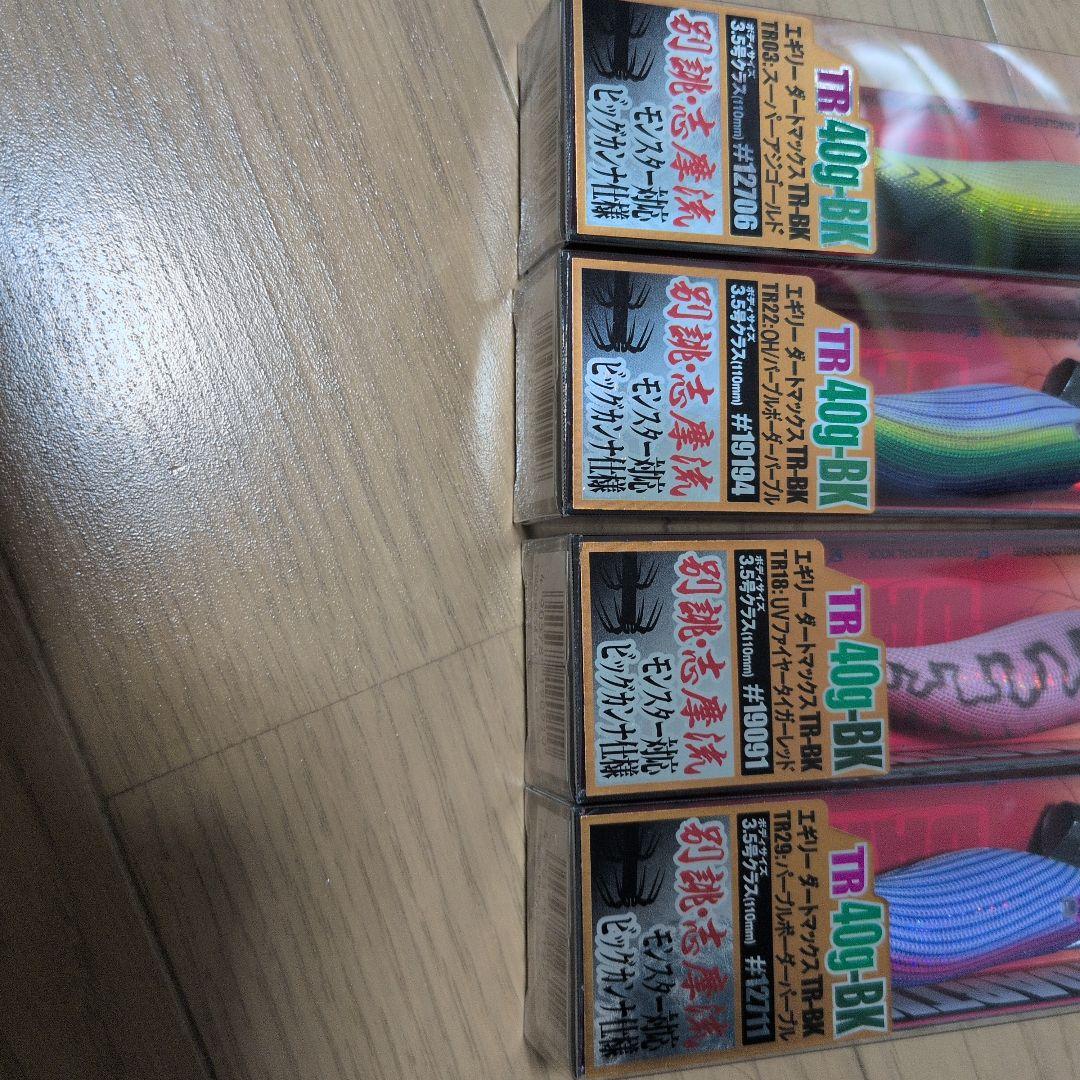 TR 40g-BK
エギリー ダートマックス TR-BK
TR03:スーパーアジゴールド
ボディサイズ
3.5号クラス(110mm) #12706
別誂・志摩流
モンスター対応
ビッグカンナ仕様
TR 40g-BK
エギリー ダートマックス TR-BK
TR22:OH/パープルボーダーパープル
ボディサイズ
3.5号クラス(110mm) #19194
別誂・志摩流
モンスター対応
ビッグカンナ仕様
TR 40g-BK
エギリー ダートマックス TR-BK
TR18:UVファイヤータイガーレッド
ボディサイズ
3.5号クラス(110mm) #19091
別誂・志摩流
モンスター対応
ビッグカンナ仕様
TR 40g-BK
エギリー ダートマックス TR-BK
TR29:パープルボーダーパープル
ボディサイズ
3.5号クラス(110mm) #12711
別誂・志摩流
モンスター対応
ビッグカンナ仕様